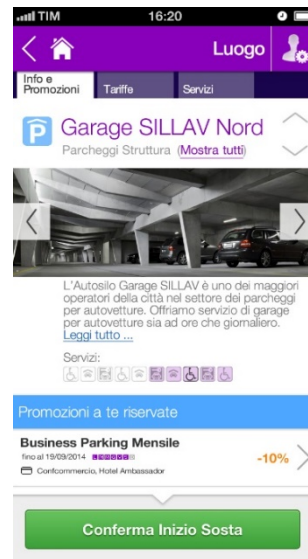 TIM 16:20
Luogo
Info e
Promozioni Tariffe Servizi
P Garage SILLAV Nord
Parcheggi Struttura (Mostra tutti)
L'Autosilo Garage SILLAV è uno dei maggiori
operatori della città nel settore dei parcheggi
per autovetture. Offriamo servizio di garage
per autovetture sia ad ore che giornaliero.
Leggi tutto ...
Servizi:
Promozioni a te riservate
Business Parking Mensile
fino al 19/09/2014
-10%
Confcommercio, Hotel Ambassador
Conferma Inizio Sosta